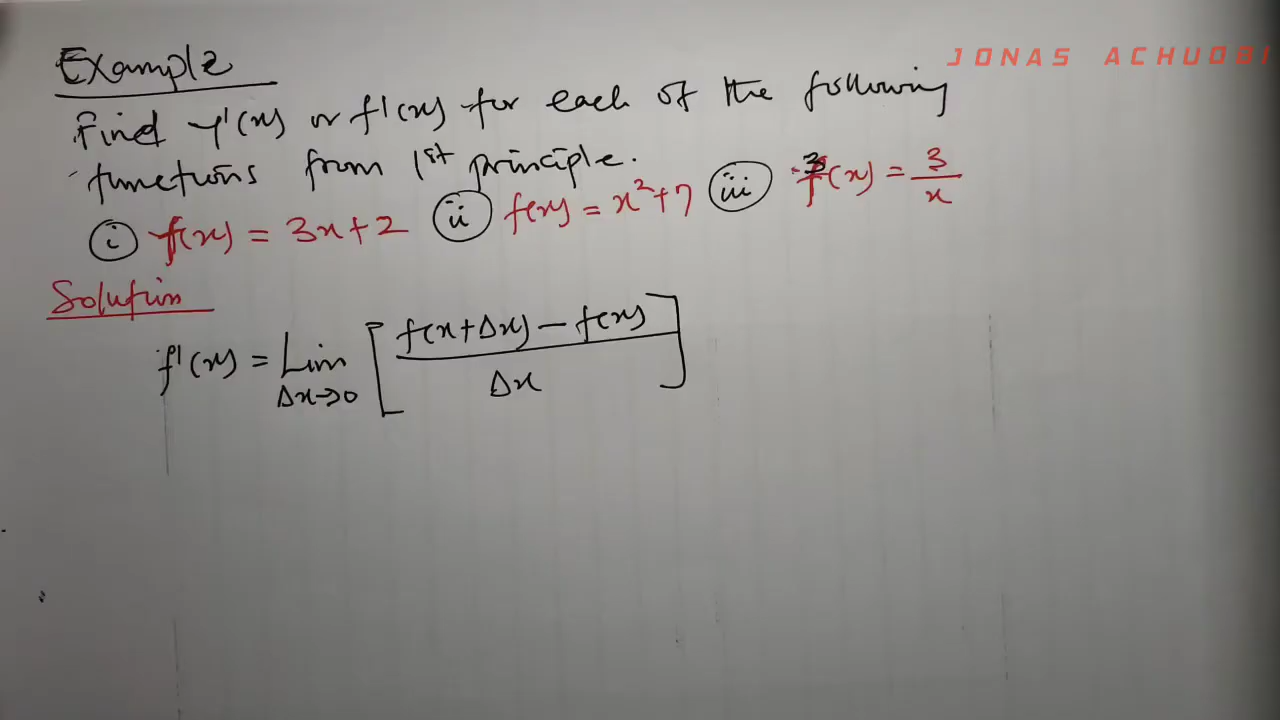 JONAS ACHUOBI
Example
Find y'(x) or f'(x) for each of the following
functions from 1st principle.
(i) f(x) = 3x+2 (ii) f(x) = x²+7 (iii) f(x) = 3/x
Solution
f'(x) = Lim Δx→0 [ f(x+Δx) − f(x) / Δx ]